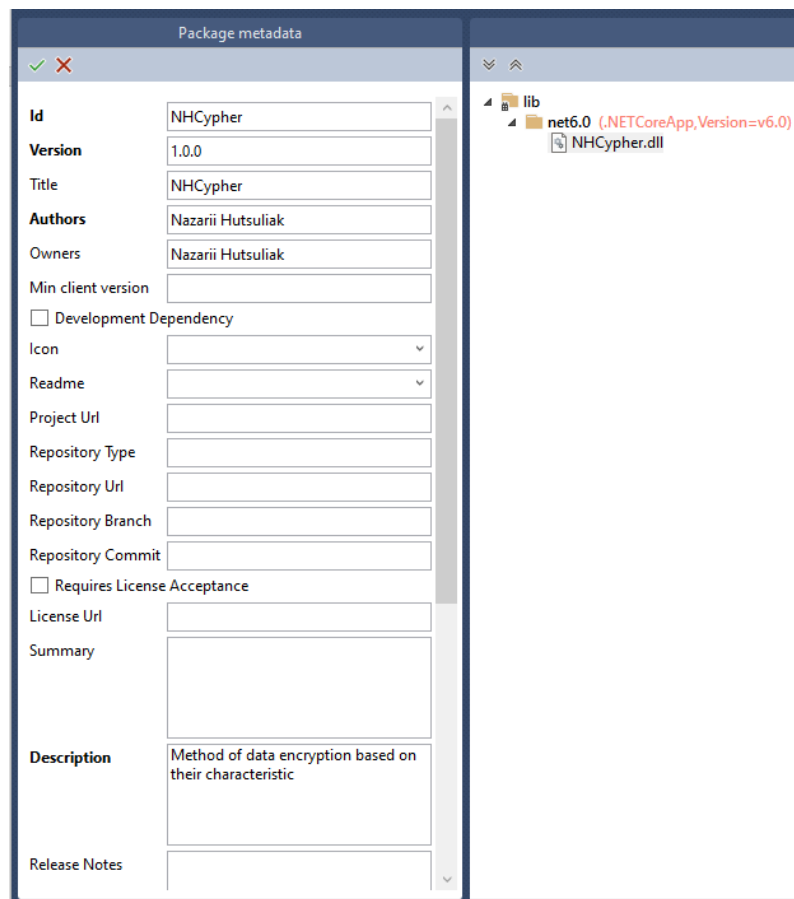 Package metadata
Id
NHCypher
Version
1.0.0
Title
NHCypher
Authors
Nazarii Hutsuliak
Owners
Nazarii Hutsuliak
Min client version
Development Dependency
Icon
Readme
Project Url
Repository Type
Repository Url
Repository Branch
Repository Commit
Requires License Acceptance
License Url
Summary
Description
Method of data encryption based on
their characteristic
Release Notes
lib
net6.0 (.NETCoreApp,Version=v6.0)
NHCypher.dll